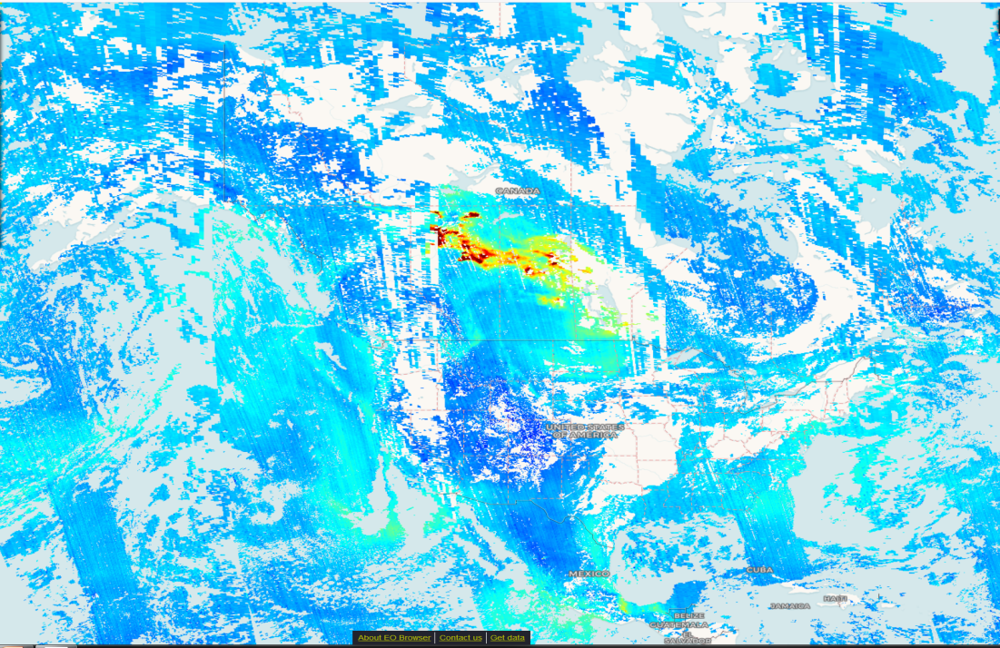 CANADA
UNITED STATES
OF AMERICA
MEXICO
CUBA
HAITI
JAMAICA
BELIZE
GUATEMALA
EL
SALVADOR
About EO Browser | Contact us | Get data